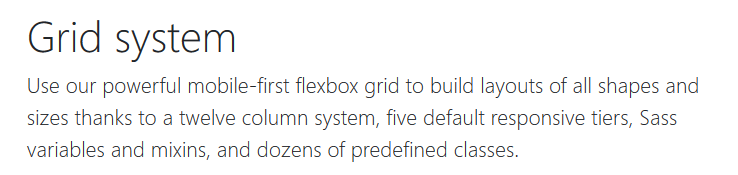 Grid system
Use our powerful mobile-first flexbox grid to build layouts of all shapes and
sizes thanks to a twelve column system, five default responsive tiers, Sass
variables and mixins, and dozens of predefined classes.